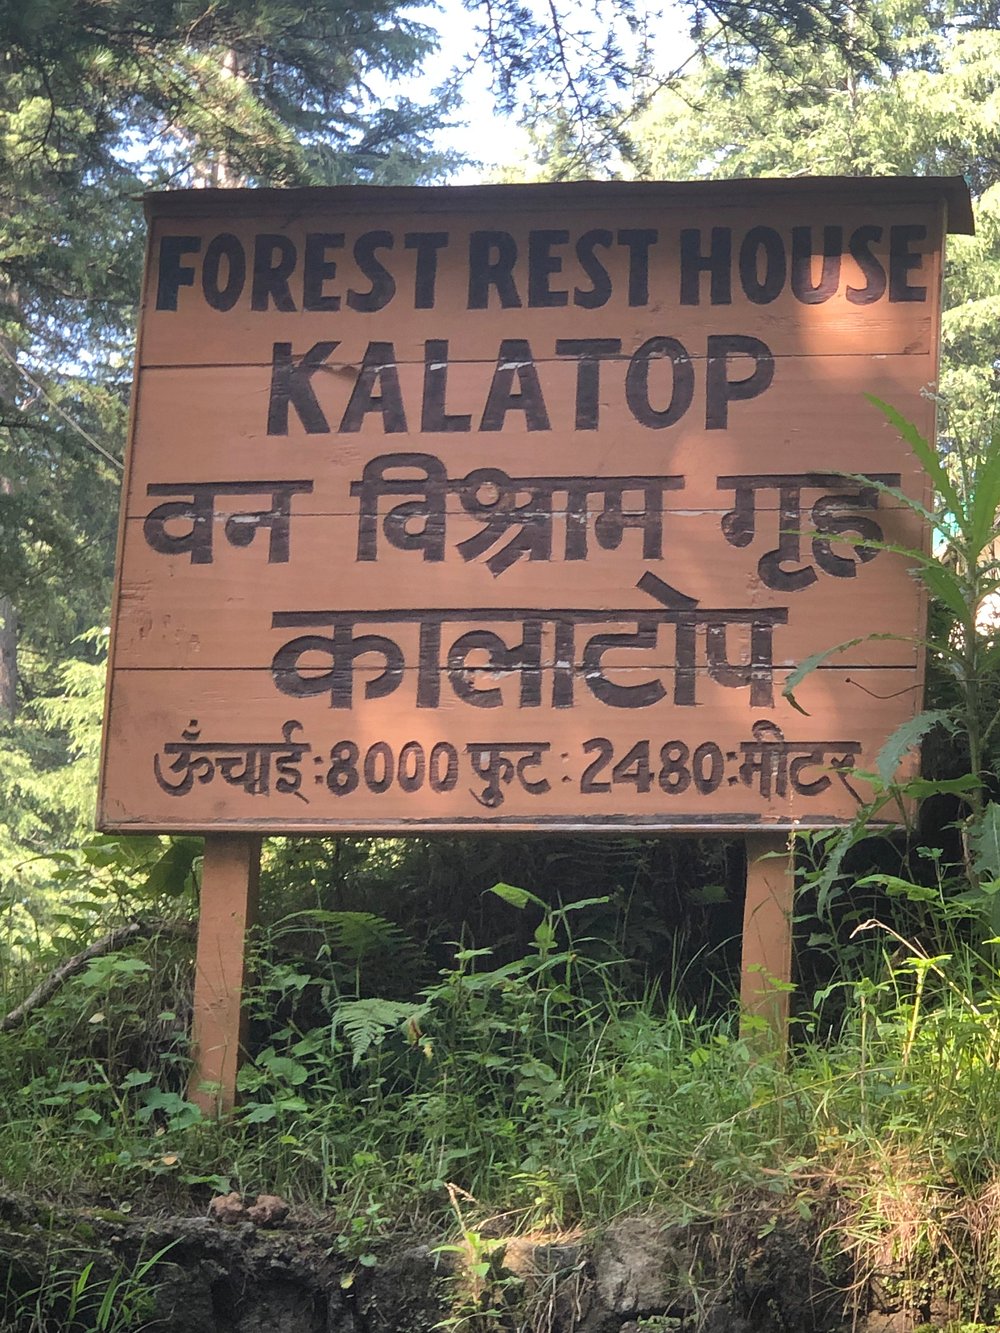 FOREST REST HOUSE
KALATOP
वन विश्राम गृह
कालाटोप
ऊँचाई : 8000 फुट : 2480 : मीटर